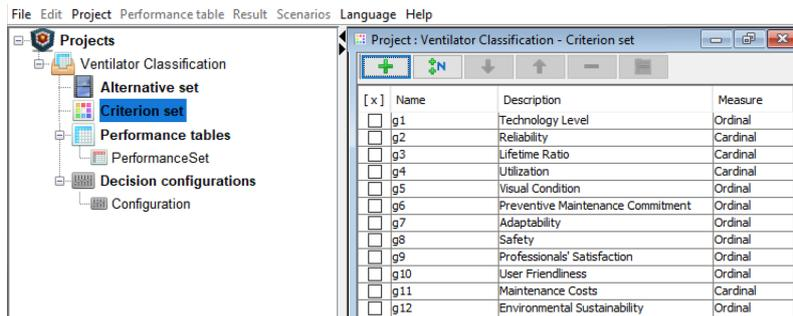 File Edit Project Performance table Result Scenarios Language Help
Projects
Ventilator Classification
Alternative set
Criterion set
Performance tables
PerformanceSet
Decision configurations
Configuration
Project : Ventilator Classification - Criterion set
N
[x] Name Description Measure
g1 Technology Level Ordinal
g2 Reliability Cardinal
g3 Lifetime Ratio Cardinal
g4 Utilization Cardinal
g5 Visual Condition Ordinal
g6 Preventive Maintenance Commitment Ordinal
g7 Adaptability Ordinal
g8 Safety Ordinal
g9 Professionals' Satisfaction Ordinal
g10 User Friendliness Ordinal
g11 Maintenance Costs Cardinal
g12 Environmental Sustainability Ordinal